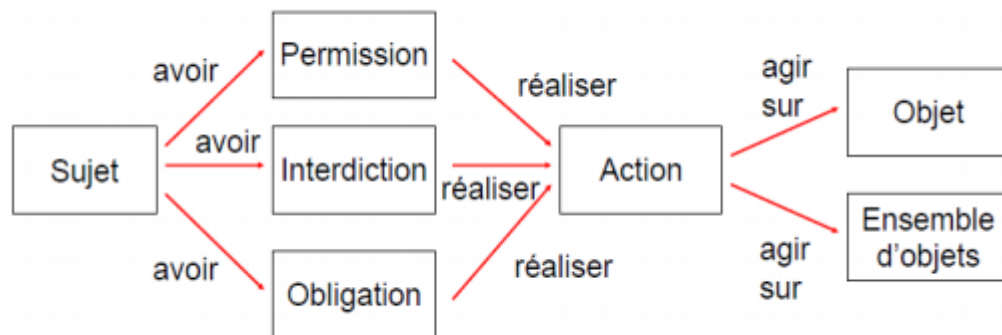 Sujet
avoir
avoir
avoir
Permission
Interdiction
Obligation
réaliser
réaliser
réaliser
Action
agir
sur
agir
sur
Objet
Ensemble
d'objets